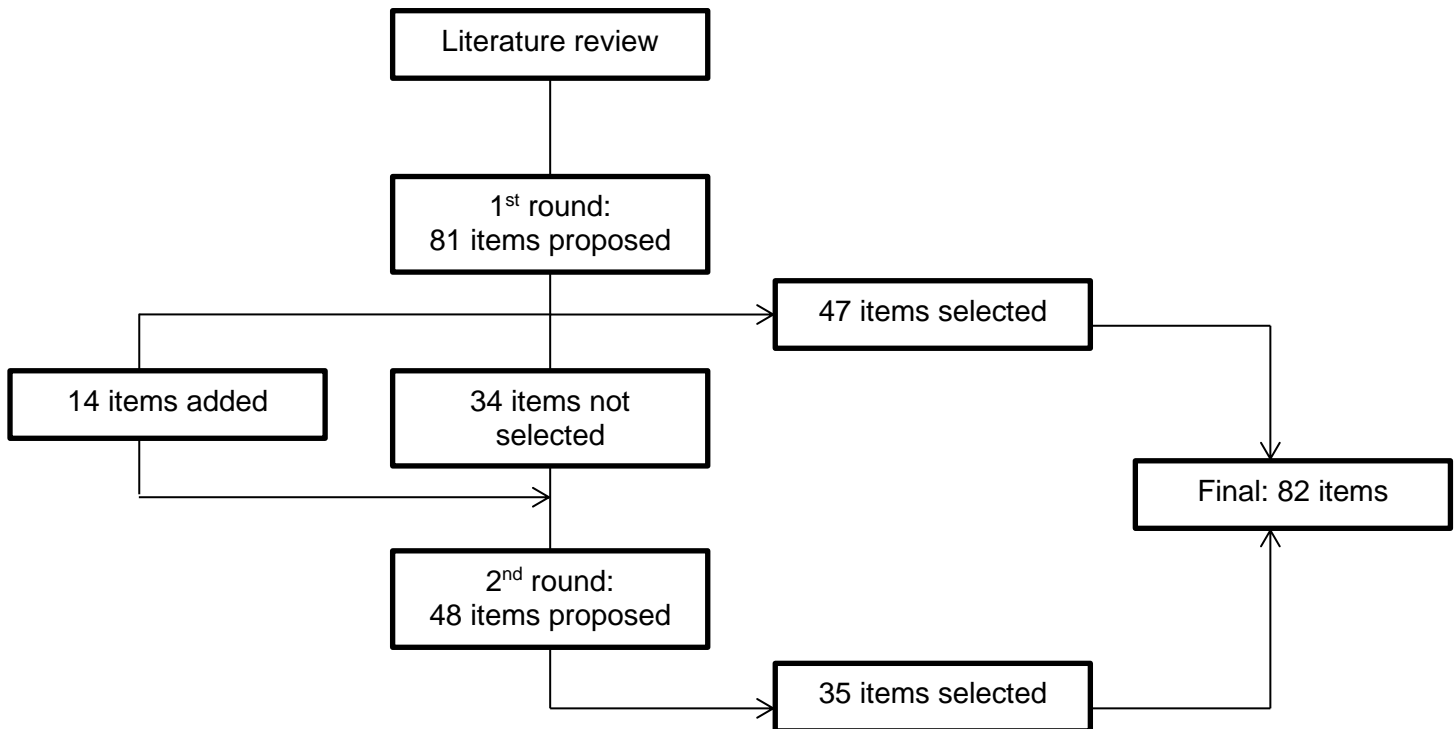 Literature review
1st round:
81 items proposed
47 items selected
14 items added
34 items not
selected
Final: 82 items
2nd round:
48 items proposed
35 items selected